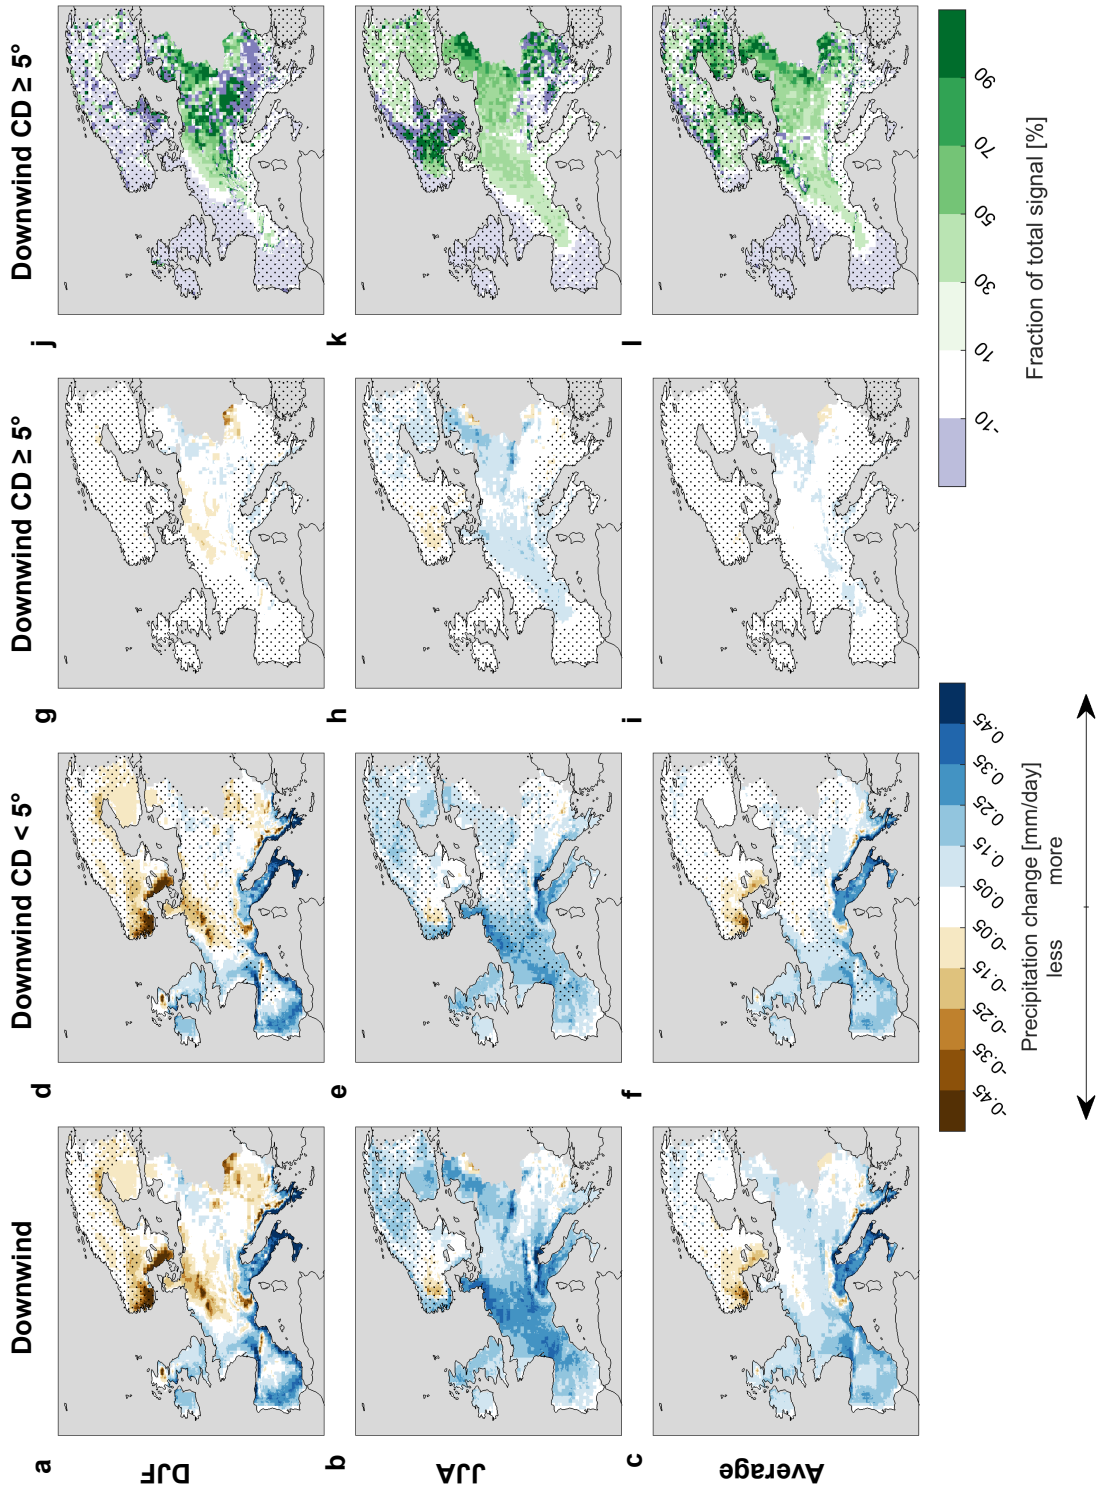 Downwind
Downwind CD < 5°
Downwind CD ≥ 5°
Downwind CD ≥ 5°
a
d
g
j
DJF
b
e
h
k
JJA
c
f
i
l
Average
-0.45
-0.35
-0.25
-0.15
-0.05
0.05
0.15
0.25
0.35
0.45
Precipitation change [mm/day]
less
more
-10
10
30
50
70
90
Fraction of total signal [%]